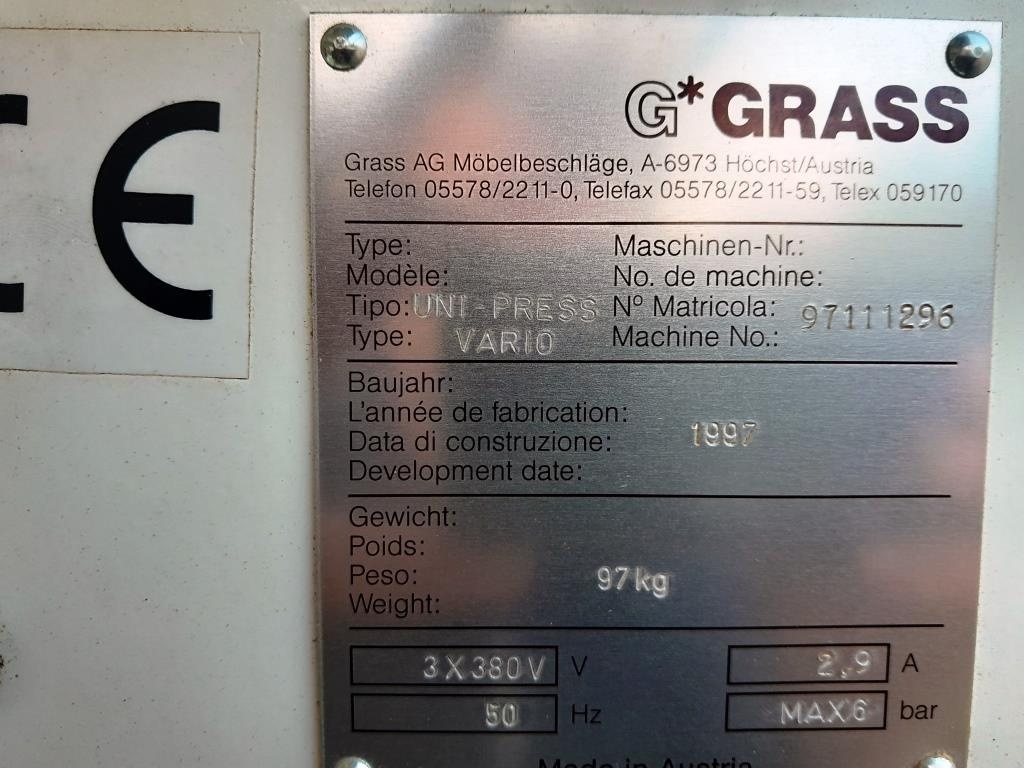 CE
G*GRASS
Grass AG Möbelbeschläge, A-6973 Höchst/Austria
Telefon 05578/2211-0, Telefax 05578/2211-59, Telex 059170
Type: Maschinen-Nr.:
Modèle: No. de machine:
Tipo: UNI-PRESS Nº Matricola: 97111296
Type: VARIO Machine No.:
Baujahr:
L'année de fabrication:
Data di construzione: 1997
Development date:
Gewicht:
Poids:
Peso: 97kg
Weight:
3X380V V 2,9 A
50 Hz MAX6 bar
Made in Austria